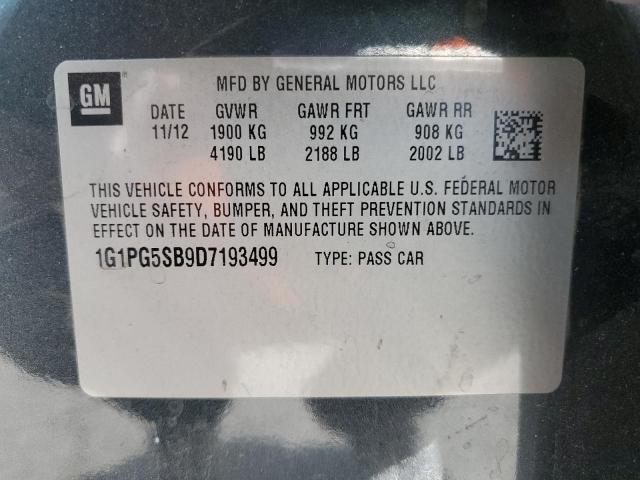 GM
MFD BY GENERAL MOTORS LLC
DATE GVWR GAWR FRT GAWR RR
11/12 1900 KG 992 KG 908 KG
4190 LB 2188 LB 2002 LB
THIS VEHICLE CONFORMS TO ALL APPLICABLE U.S. FEDERAL MOTOR
VEHICLE SAFETY, BUMPER, AND THEFT PREVENTION STANDARDS IN
EFFECT ON THE DATE OF MANUFACTURE SHOWN ABOVE.
1G1PG5SB9D7193499 TYPE: PASS CAR